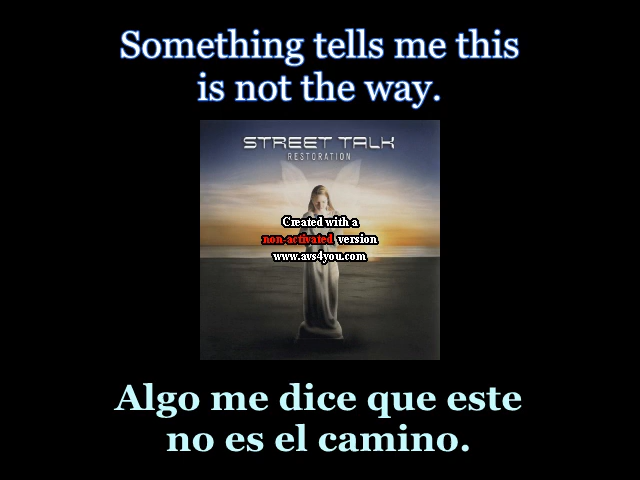 Something tells me this
is not the way.
STREET TALK
RESTORATION
Created with a
non-activated version
www.avs4you.com
Algo me dice que este
no es el camino.